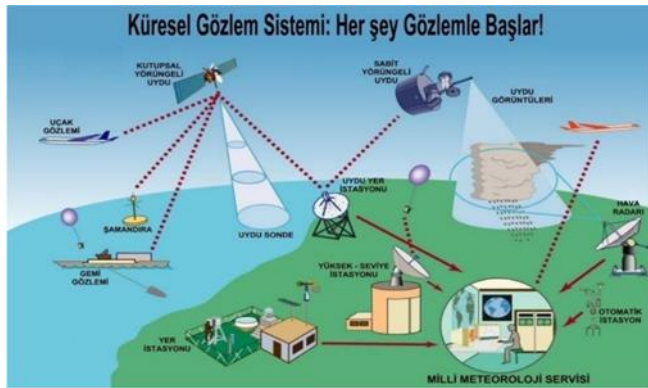 Küresel Gözlem Sistemi: Her şey Gözlemle Başlar!
KUTUPSAL
YÖRÜNGELİ
UYDU
SABİT
YÖRÜNGELİ
UYDU
UYDU
GÖRÜNTÜLERİ
UÇAK
GÖZLEMİ
UYDU YER
İSTASYONU
HAVA
RADARI
ŞAMANDIRA
UYDU SONDE
GEMİ
GÖZLEMİ
YÜKSEK - SEVİYE
İSTASYONU
OTOMATİK
İSTASYON
YER
İSTASYONU
MİLLİ METEOROLOJİ SERVİSİ